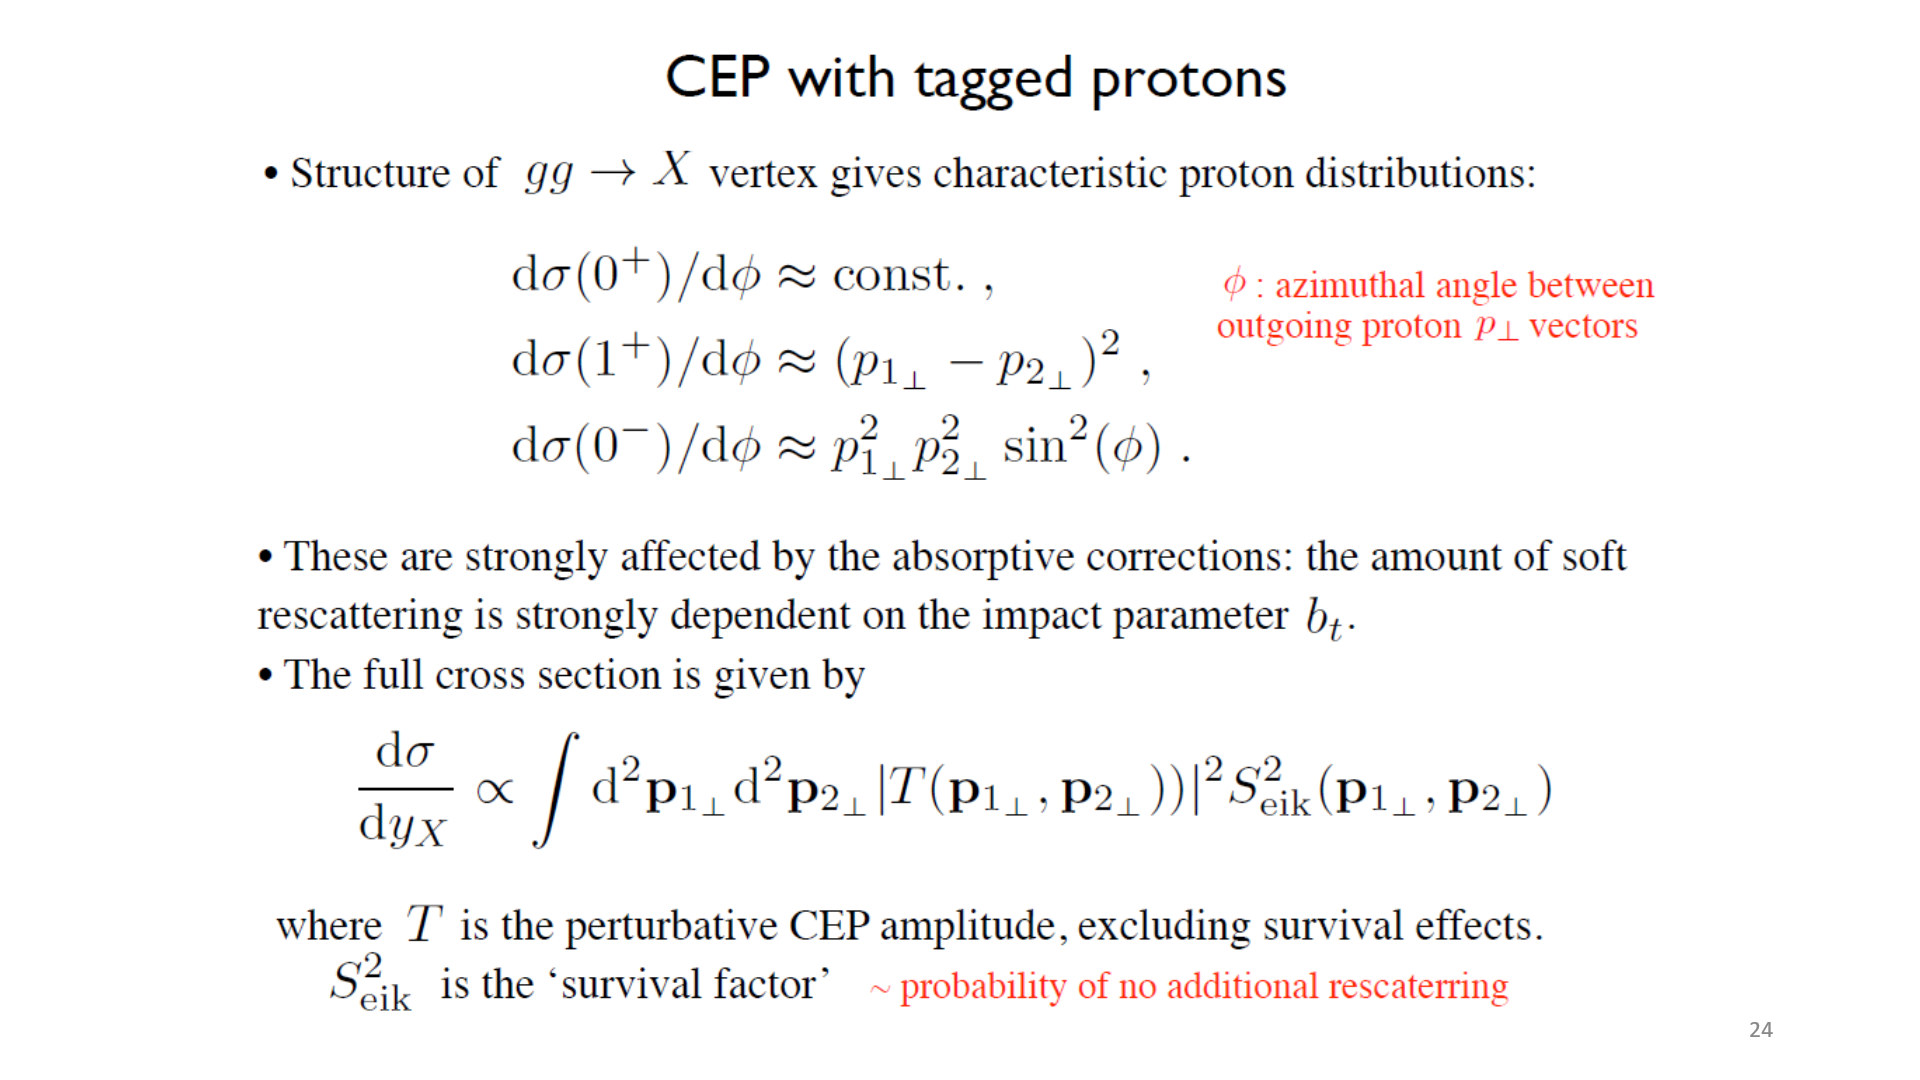 CEP with tagged protons
• Structure of gg → X vertex gives characteristic proton distributions:
dσ(0⁺)/dϕ ≈ const. ,
ϕ : azimuthal angle between
outgoing proton p⊥ vectors
dσ(1⁺)/dϕ ≈ (p₁⊥ − p₂⊥)² ,
dσ(0⁻)/dϕ ≈ p²₁⊥ p²₂⊥ sin²(ϕ) .
• These are strongly affected by the absorptive corrections: the amount of soft
rescattering is strongly dependent on the impact parameter bₜ.
• The full cross section is given by
dσ/dy_X ∝ ∫ d²p₁⊥ d²p₂⊥ |T(p₁⊥, p₂⊥))|² S²_eik(p₁⊥, p₂⊥)
where T is the perturbative CEP amplitude, excluding survival effects.
S²_eik is the ‘survival factor’ ~ probability of no additional rescaterring
24